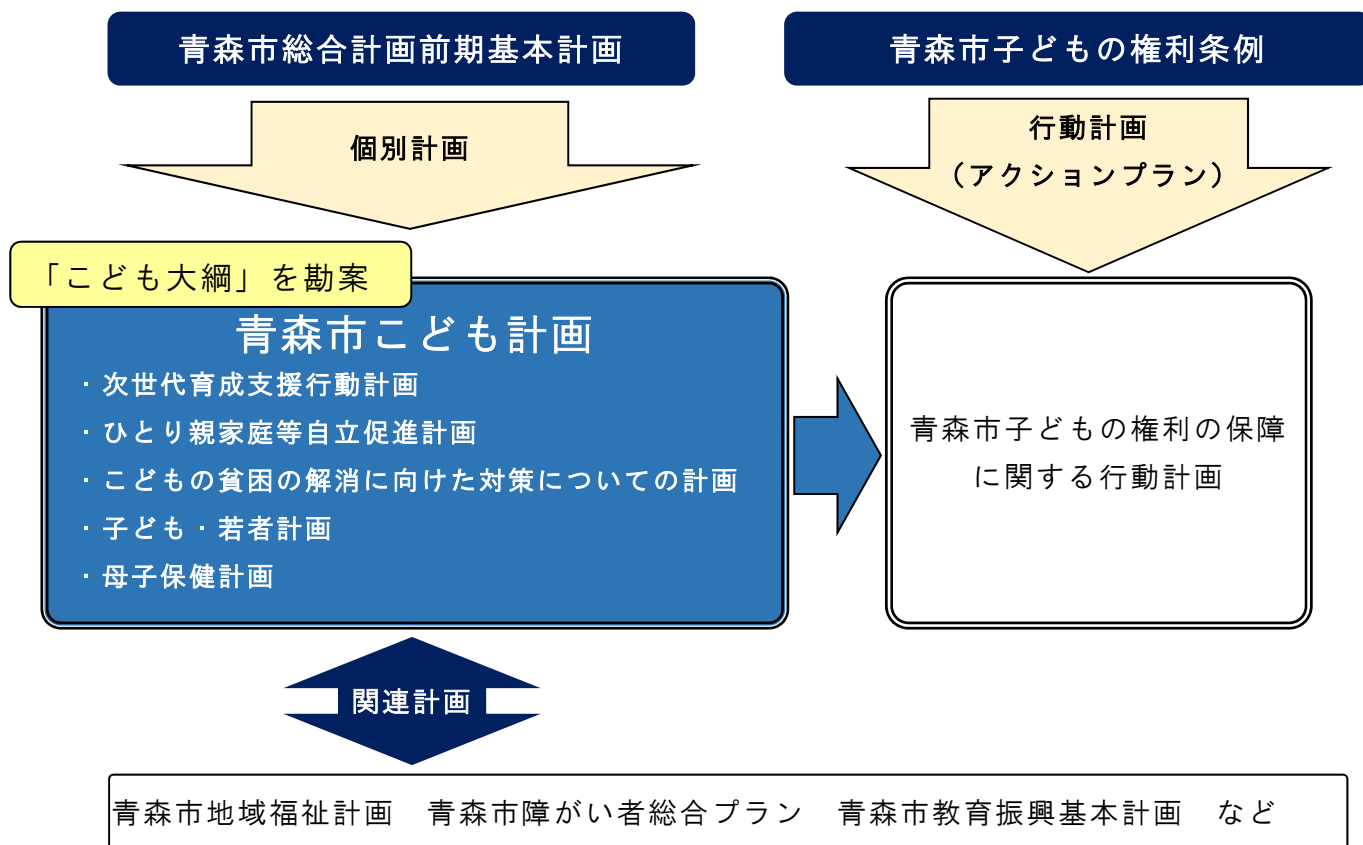 青森市総合計画前期基本計画
青森市子どもの権利条例
個別計画
行動計画
（アクションプラン）
「こども大綱」を勘案
青森市こども計画
・次世代育成支援行動計画
・ひとり親家庭等自立促進計画
・こどもの貧困の解消に向けた対策についての計画
・子ども・若者計画
・母子保健計画
青森市子どもの権利の保障
に関する行動計画
関連計画
青森市地域福祉計画　青森市障がい者総合プラン　青森市教育振興基本計画　など